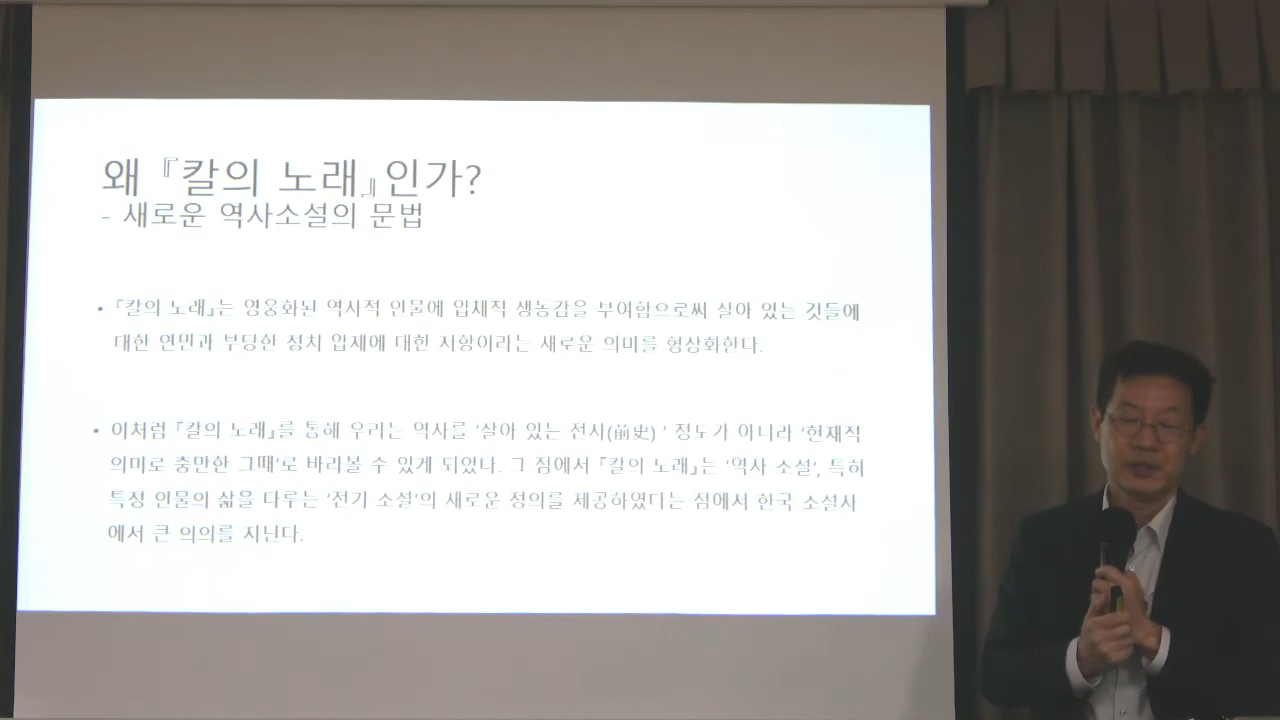 왜 『칼의 노래』인가?
- 새로운 역사소설의 문법
• 『칼의 노래』는 영웅화된 역사적 인물에 입체적 생동감을 부여함으로써 살아 있는 것들에
대한 연민과 부당한 정치 압제에 대한 저항이라는 새로운 의미를 형상화한다.
• 이처럼 『칼의 노래』를 통해 우리는 역사를 '살아 있는 전사(前史) ' 정도가 아니라 '현재적
의미로 충만한 그때'로 바라볼 수 있게 되었다. 그 점에서 『칼의 노래』는 '역사 소설', 특히
특정 인물의 삶을 다루는 '전기 소설'의 새로운 정의를 제공하였다는 점에서 한국 소설사
에서 큰 의의를 지닌다.